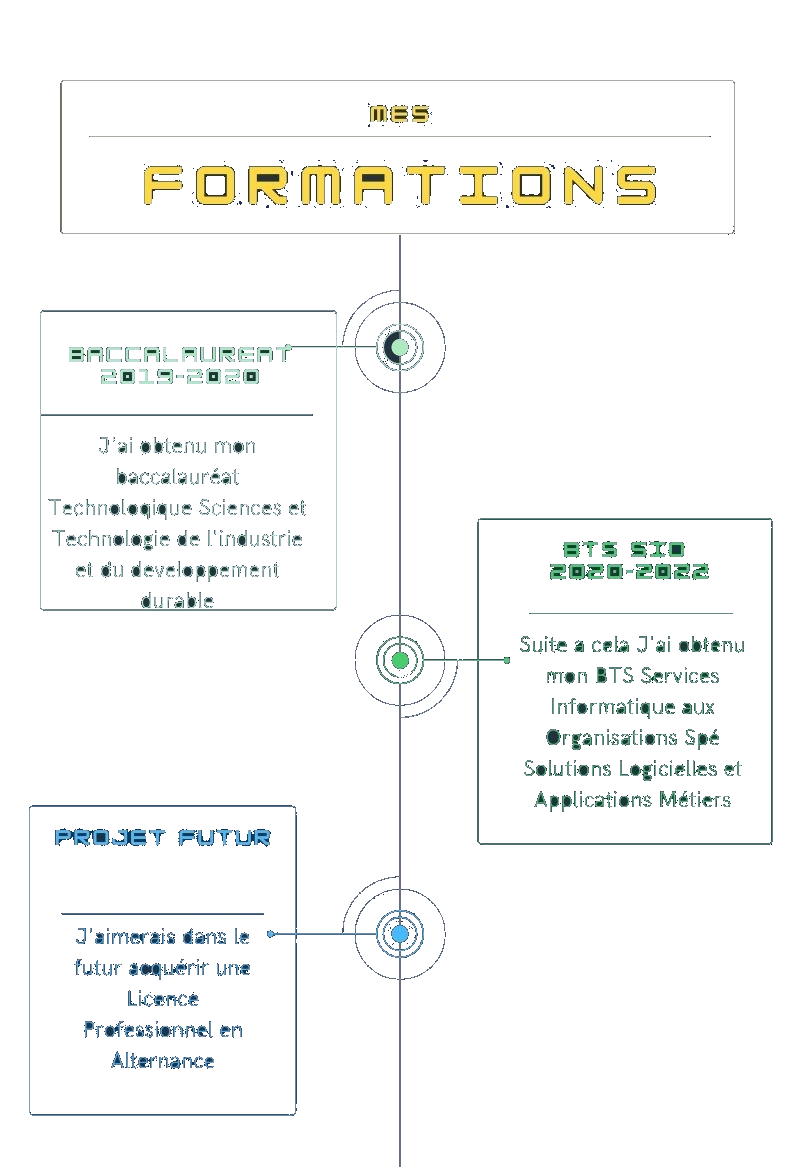 MES
FORMATIONS
BACCALAUREAT
2019-2020
J'ai obtenu mon
baccalauréat
Technologique Sciences et
Technologie de l'industrie
et du developpement
durable
BTS SIO
2020-2022
Suite a cela J'ai obtenu
mon BTS Services
Informatique aux
Organisations Spé
Solutions Logicielles et
Applications Métiers
PROJET FUTUR
J'aimerais dans le
futur acquérir une
Licence
Professionnel en
Alternance